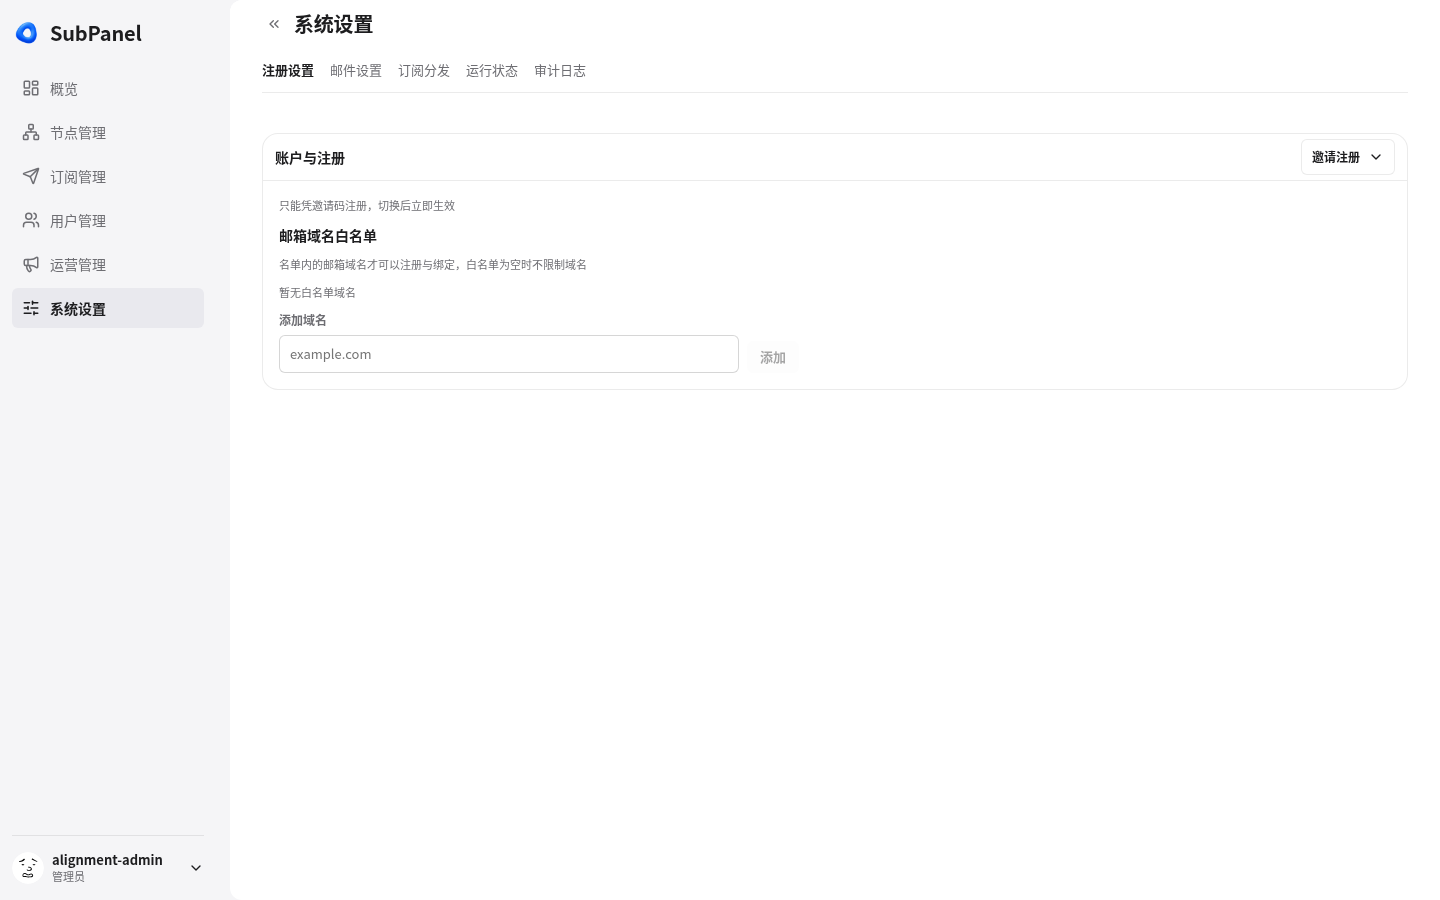 SubPanel
概览
节点管理
订阅管理
用户管理
运营管理
系统设置
alignment-admin
管理员
系统设置
注册设置 邮件设置 订阅分发 运行状态 审计日志
账户与注册
邀请注册
只能凭邀请码注册，切换后立即生效
邮箱域名白名单
名单内的邮箱域名才可以注册与绑定，白名单为空时不限制域名
暂无白名单域名
添加域名
example.com
添加